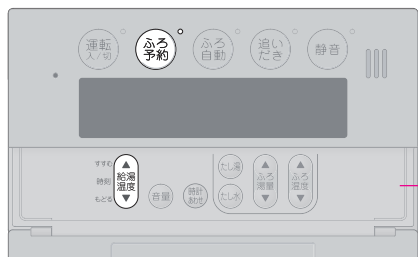 運転
入/切
ふろ
予約
ふろ
自動
追い
だき
静音
すすむ
時刻
もどる
▲
給湯
温度
▼
音量
時計
あわせ
たし湯
たし水
▲
ふろ
湯量
▼
▲
ふろ
温度
▼